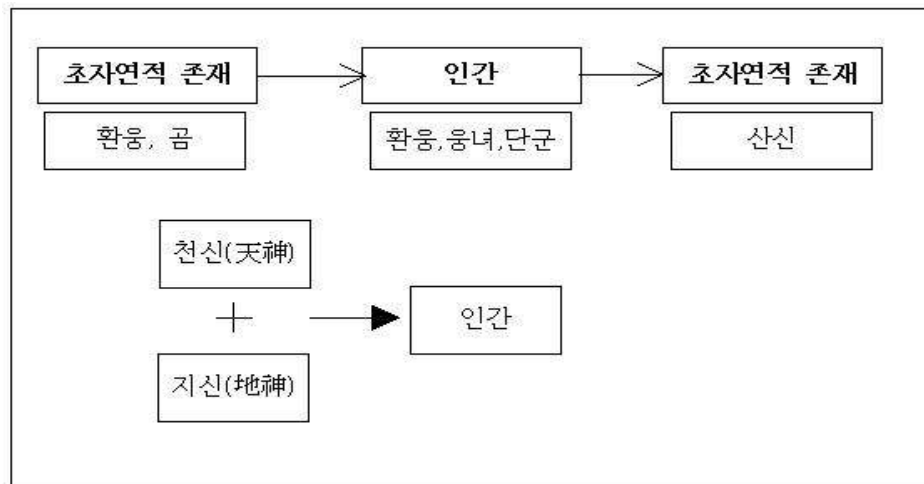 초자연적 존재
인간
초자연적 존재
환웅, 곰
환웅,웅녀,단군
산신
천신(天神)
+
인간
지신(地神)